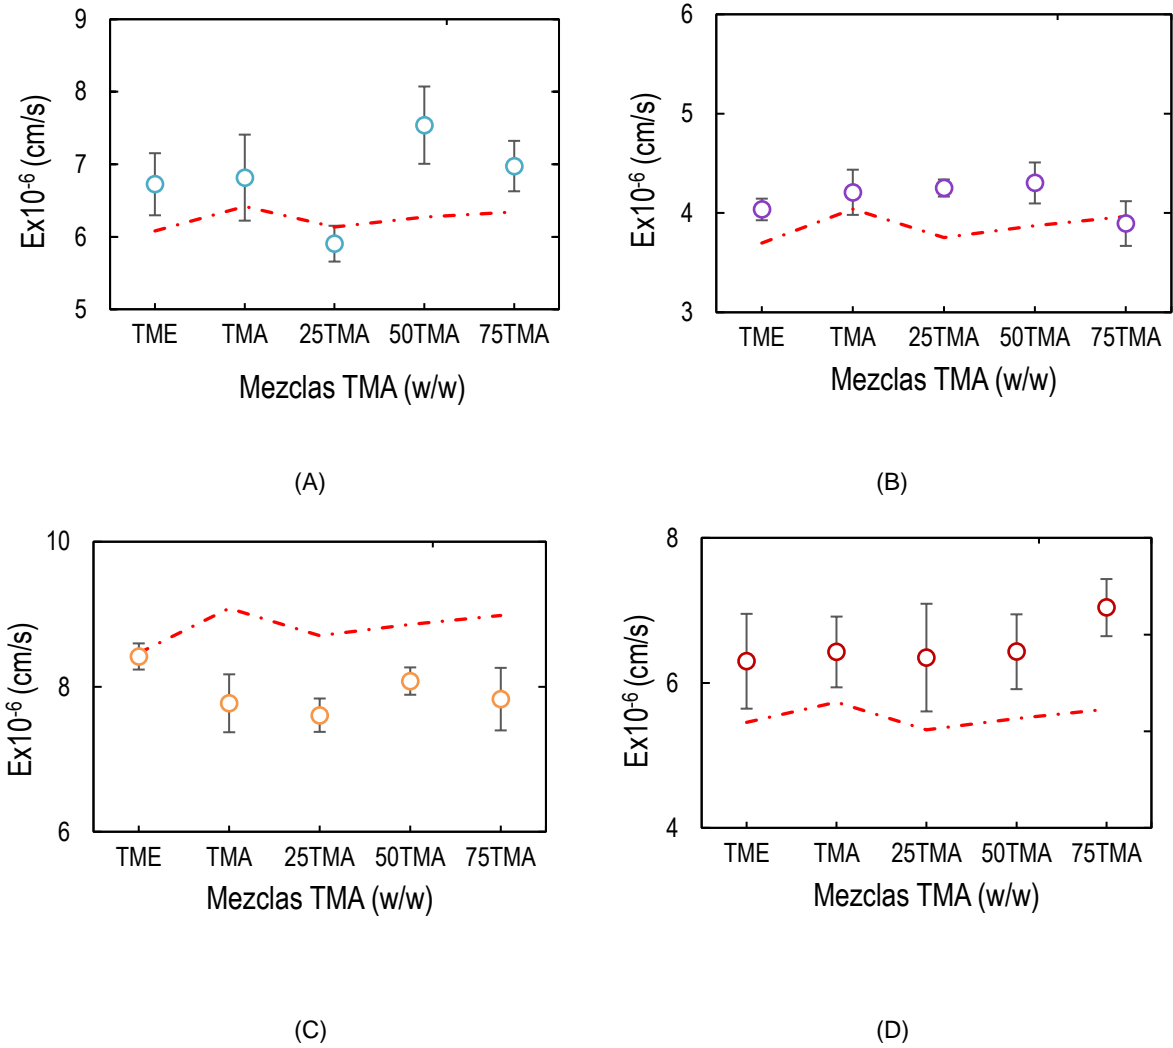 9
8
7
6
5
Ex10⁻⁶ (cm/s)
TME TMA 25TMA 50TMA 75TMA
Mezclas TMA (w/w)
(A)
6
5
4
3
Ex10⁻⁶ (cm/s)
TME TMA 25TMA 50TMA 75TMA
Mezclas TMA (w/w)
(B)
10
8
6
Ex10⁻⁶ (cm/s)
TME TMA 25TMA 50TMA 75TMA
Mezclas TMA (w/w)
(C)
8
6
4
Ex10⁻⁶ (cm/s)
TME TMA 25TMA 50TMA 75TMA
Mezclas TMA (w/w)
(D)